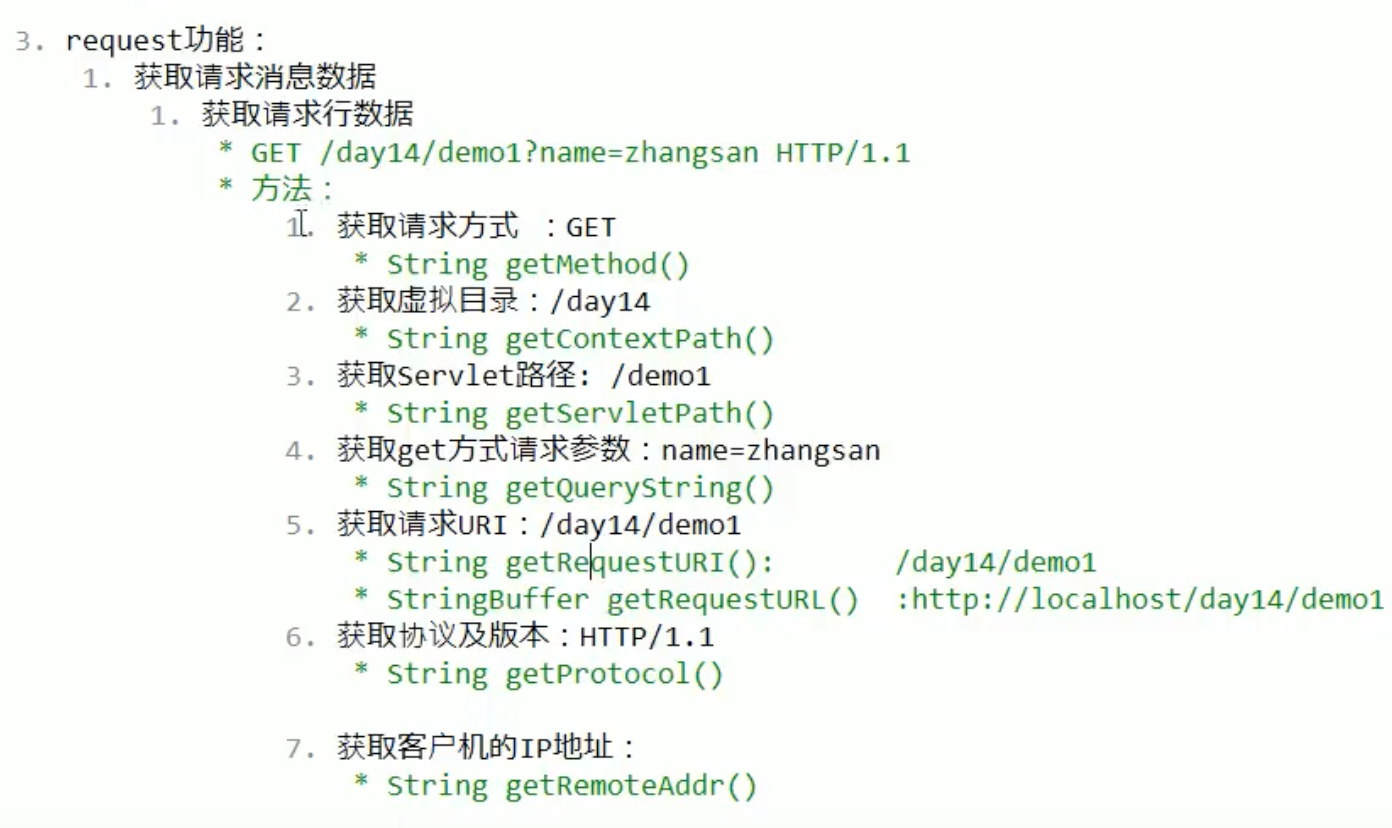 3. request功能：
1. 获取请求消息数据
1. 获取请求行数据
* GET /day14/demo1?name=zhangsan HTTP/1.1
* 方法：
1. 获取请求方式 ：GET
* String getMethod()
2. 获取虚拟目录：/day14
* String getContextPath()
3. 获取Servlet路径: /demo1
* String getServletPath()
4. 获取get方式请求参数：name=zhangsan
* String getQueryString()
5. 获取请求URI：/day14/demo1
* String getRequestURI(): /day14/demo1
* StringBuffer getRequestURL() :http://localhost/day14/demo1
6. 获取协议及版本：HTTP/1.1
* String getProtocol()
7. 获取客户机的IP地址：
* String getRemoteAddr()